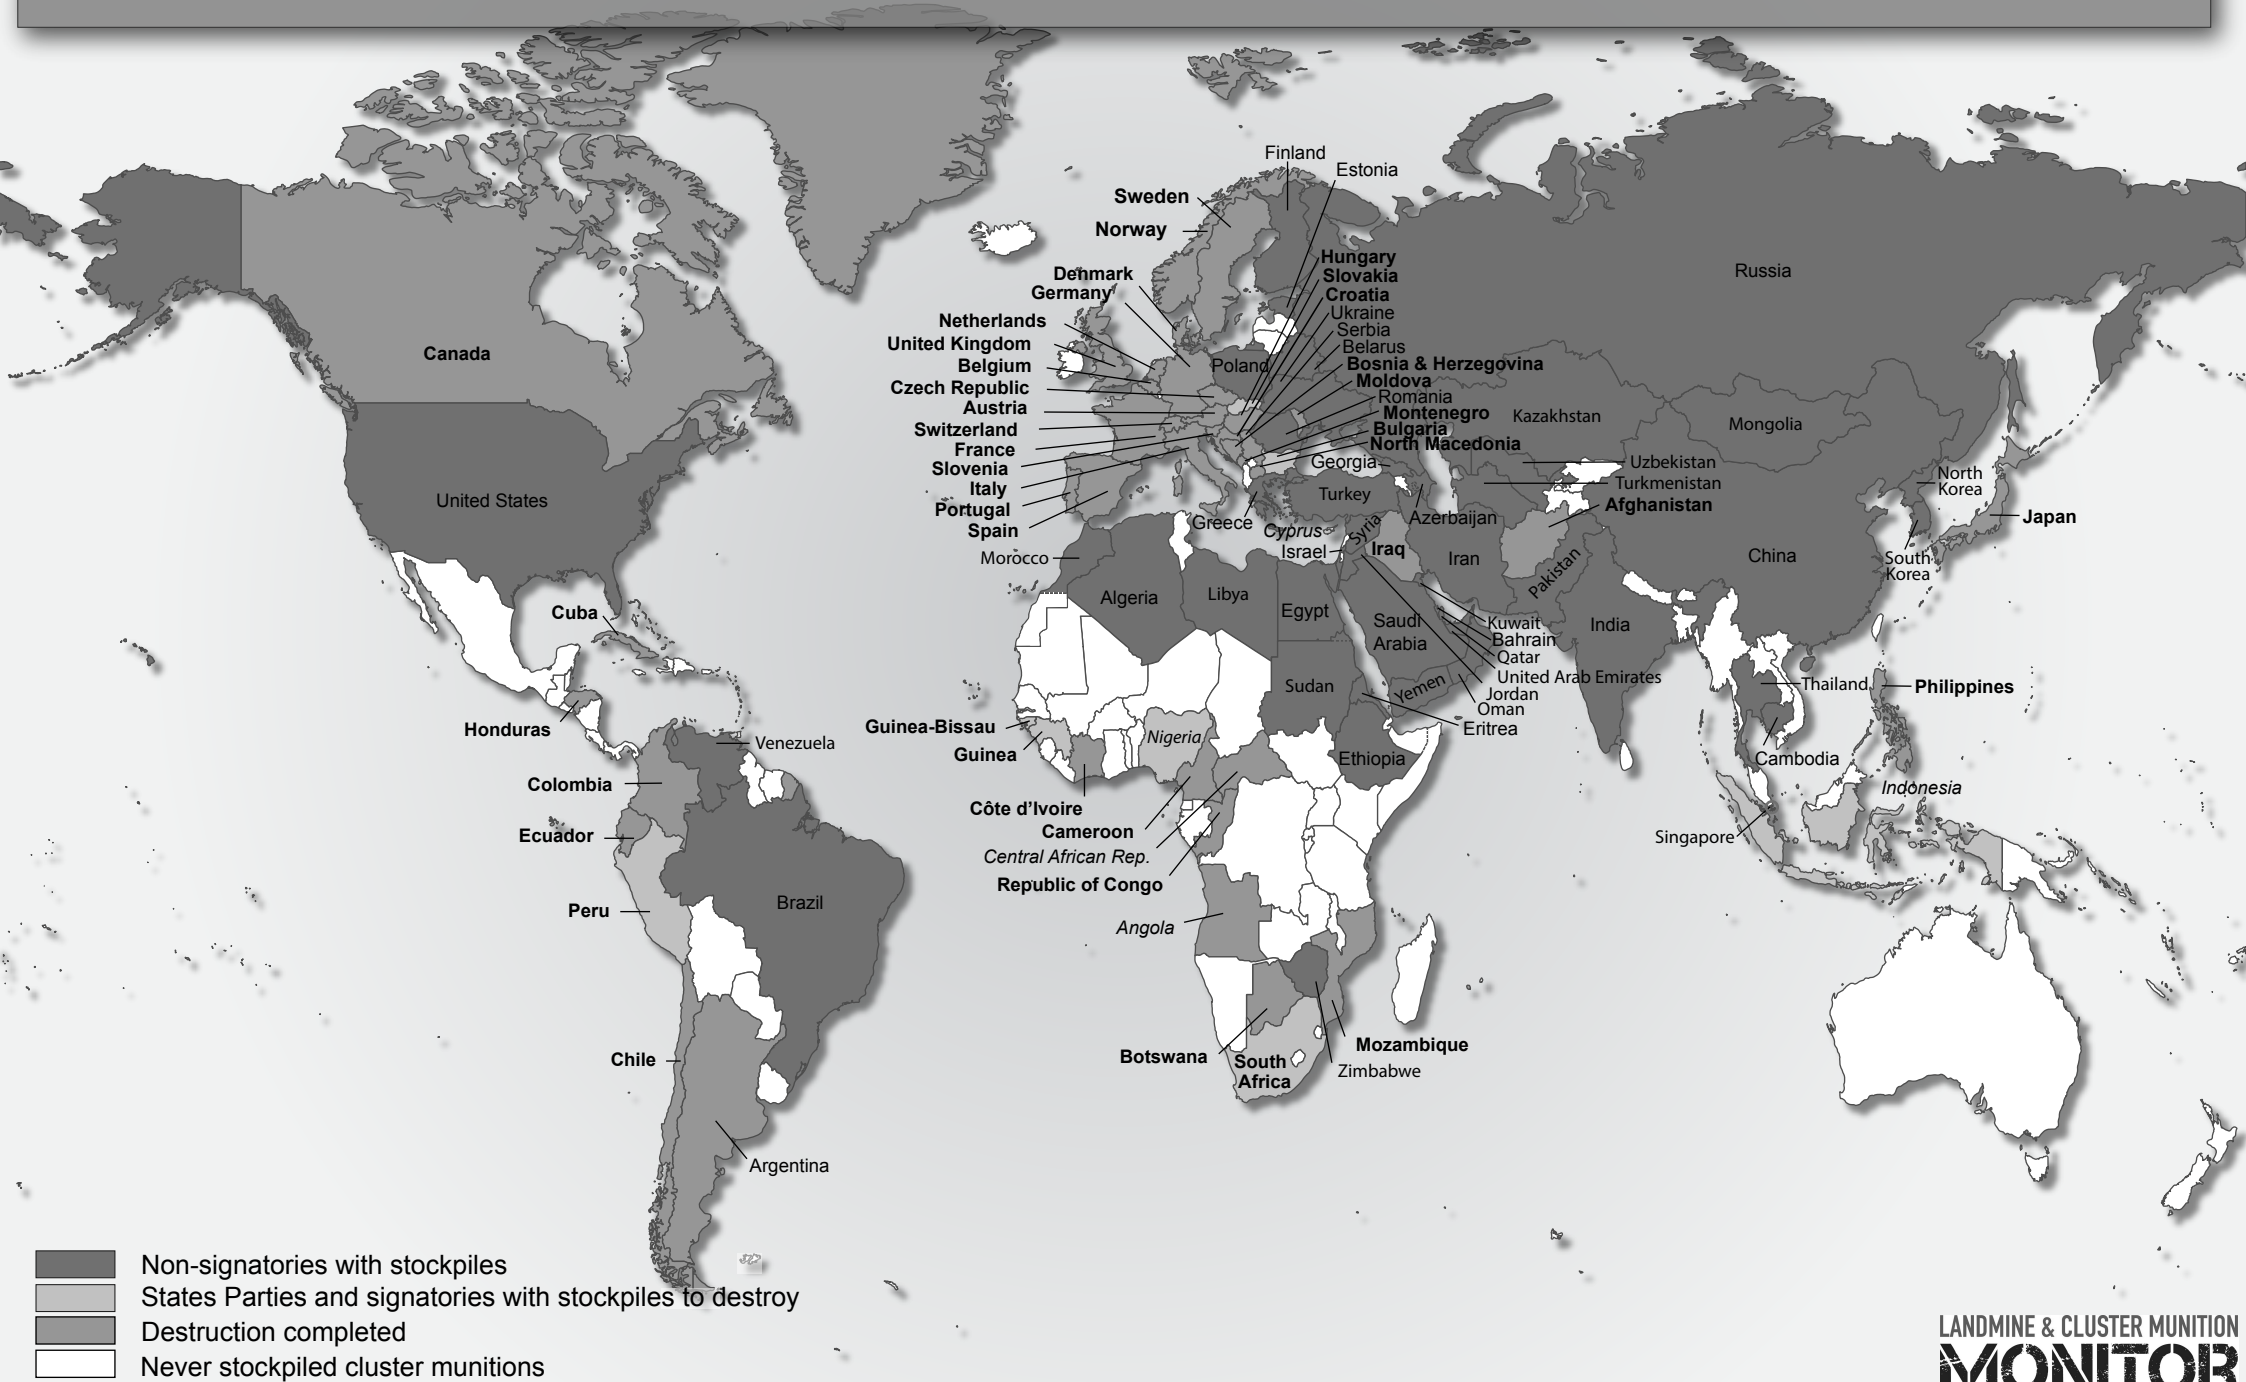 Finland
Estonia
Sweden
Norway
Hungary
Slovakia
Denmark
Germany
Croatia
Russia
Netherlands
Ukraine
Serbia
United Kingdom
Belarus
Canada
Belgium
Poland
Bosnia & Herzegovina
Moldova
Czech Republic
Romania
Austria
Montenegro
Kazakhstan
Mongolia
Switzerland
Bulgaria
France
North Macedonia
Slovenia
Georgia
Uzbekistan
North
Korea
Turkmenistan
Italy
United States
Turkey
Afghanistan
Portugal
Azerbaijan
Japan
Spain
Greece
Cyprus
Syria
Israel
Iraq
Iran
Pakistan
China
South
Korea
Morocco
Algeria
Libya
Egypt
Cuba
Saudi
Arabia
Kuwait
India
Bahrain
Qatar
United Arab Emirates
Sudan
Yemen
Jordan
Oman
Thailand
Philippines
Honduras
Guinea-Bissau
Eritrea
Venezuela
Guinea
Nigeria
Ethiopia
Cambodia
Colombia
Indonesia
Côte d'Ivoire
Ecuador
Cameroon
Singapore
Central African Rep.
Republic of Congo
Peru
Brazil
Angola
Chile
Botswana
South
Africa
Mozambique
Zimbabwe
Argentina
Non-signatories with stockpiles
States Parties and signatories with stockpiles to destroy
Destruction completed
Never stockpiled cluster munitions
LANDMINE & CLUSTER MUNITION
MONITOR